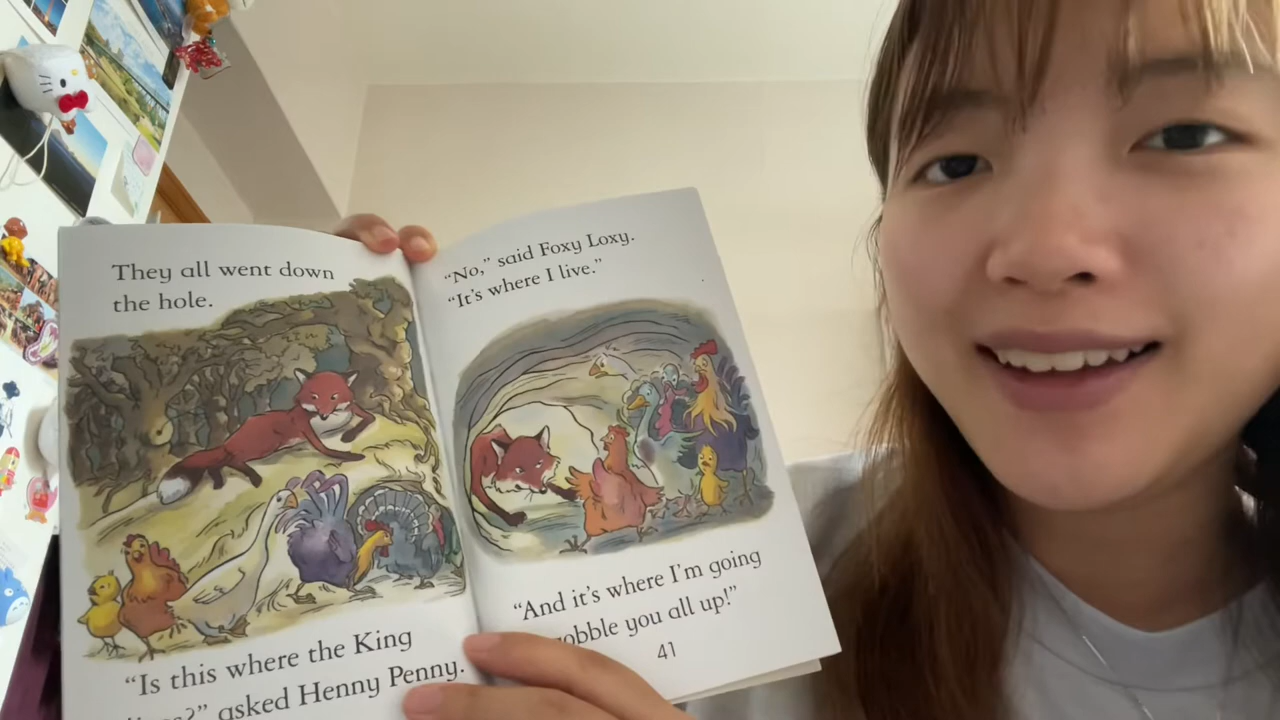 They all went down
the hole.
“Is this where the King
asked Henny Penny.
“No,” said Foxy Loxy.
“It’s where I live.”
“And it’s where I’m going
you all up!”
41